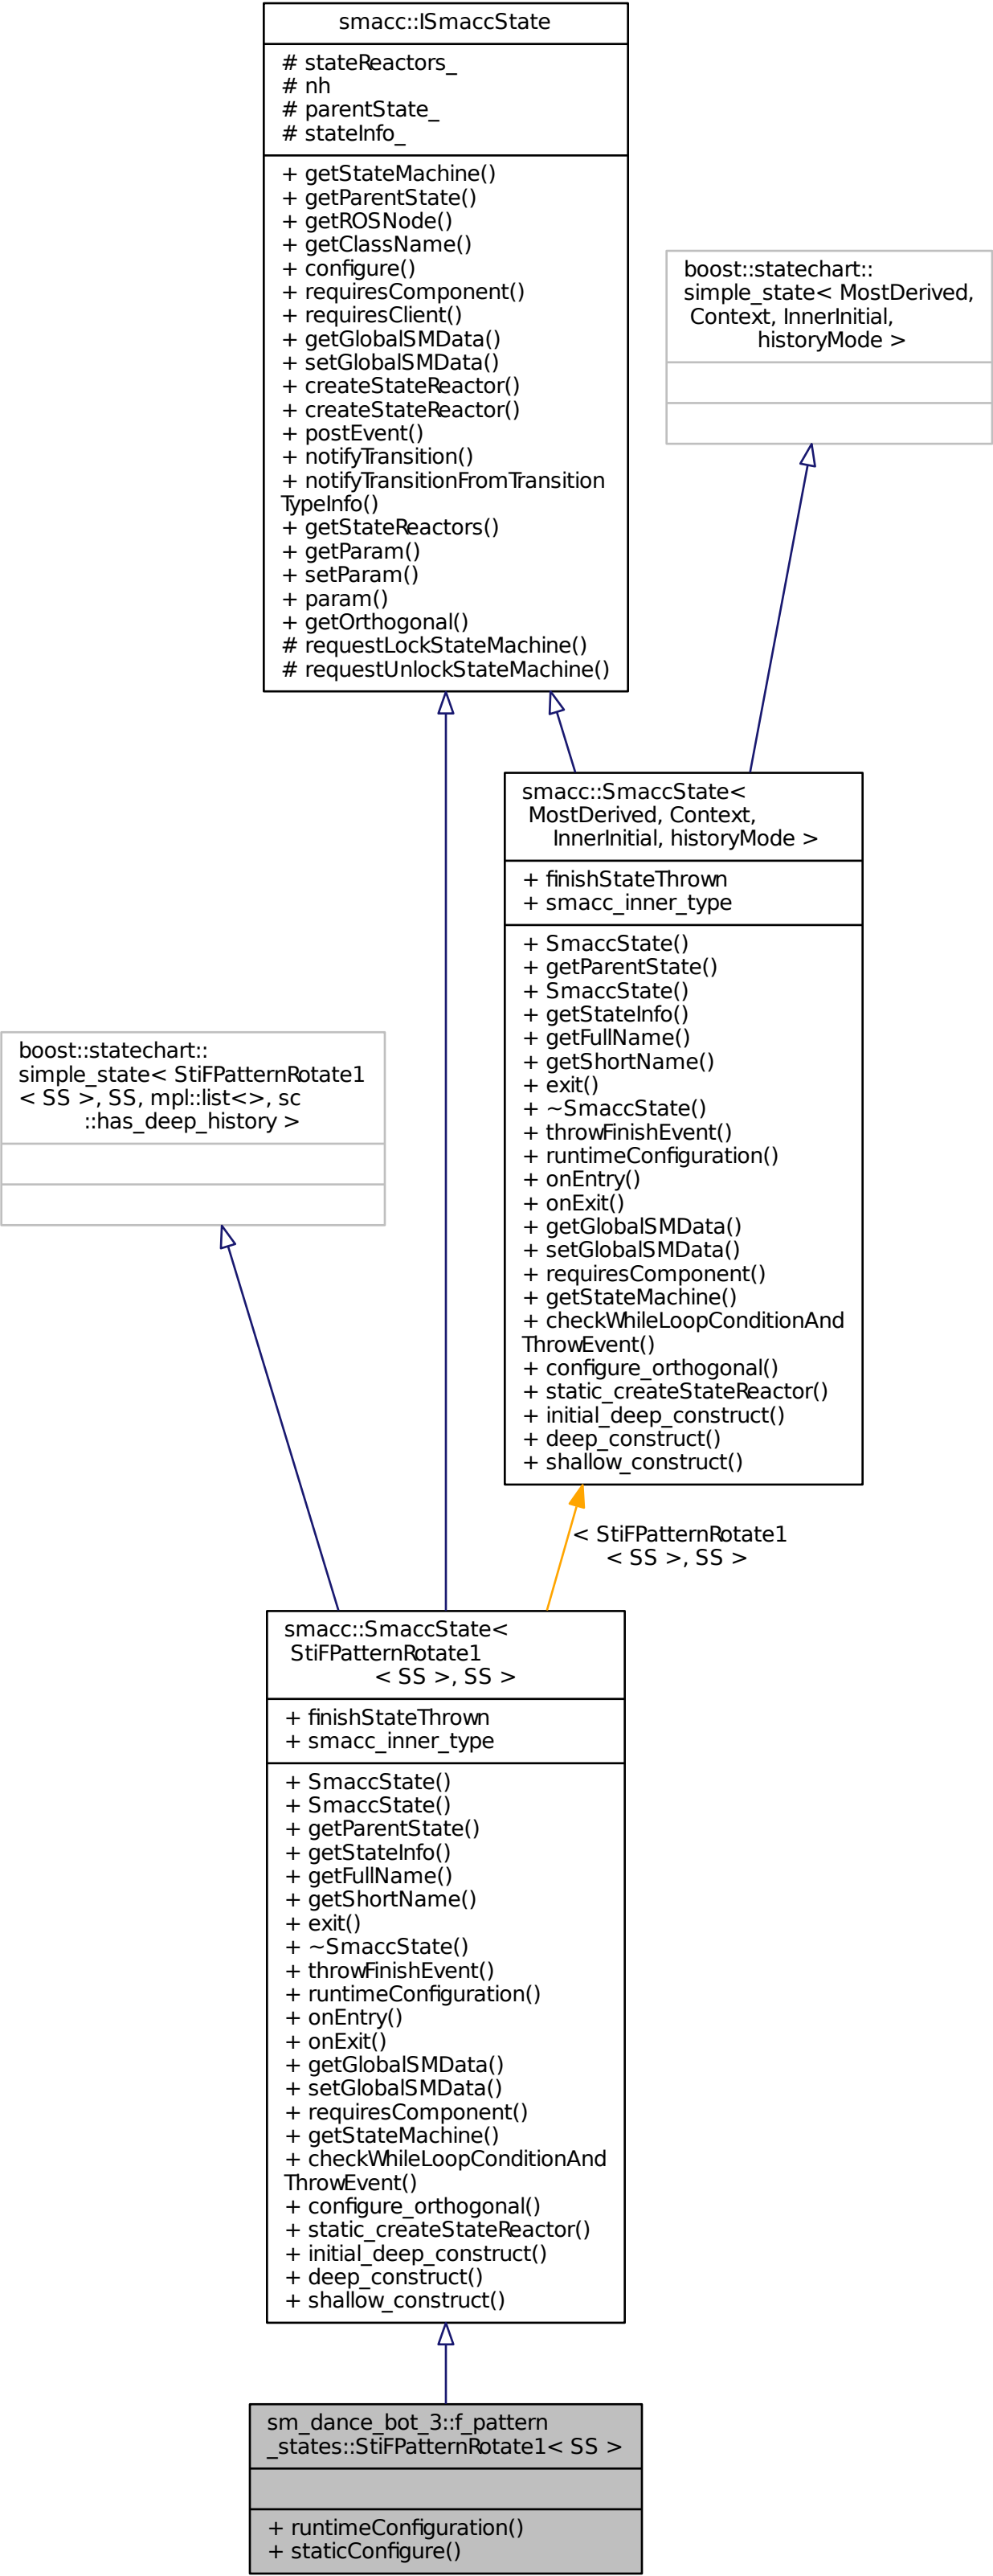 smacc::ISmaccState
# stateReactors_
# nh
# parentState_
# stateInfo_
+ getStateMachine()
+ getParentState()
+ getROSNode()
+ getClassName()
+ configure()
+ requiresComponent()
+ requiresClient()
+ getGlobalSMData()
+ setGlobalSMData()
+ createStateReactor()
+ createStateReactor()
+ postEvent()
+ notifyTransition()
+ notifyTransitionFromTransition
TypeInfo()
+ getStateReactors()
+ getParam()
+ setParam()
+ param()
+ getOrthogonal()
# requestLockStateMachine()
# requestUnlockStateMachine()
boost::statechart::
simple_state< MostDerived,
Context, InnerInitial,
historyMode >
smacc::SmaccState<
MostDerived, Context,
InnerInitial, historyMode >
+ finishStateThrown
+ smacc_inner_type
+ SmaccState()
+ getParentState()
+ SmaccState()
+ getStateInfo()
+ getFullName()
+ getShortName()
+ exit()
+ ~SmaccState()
+ throwFinishEvent()
+ runtimeConfiguration()
+ onEntry()
+ onExit()
+ getGlobalSMData()
+ setGlobalSMData()
+ requiresComponent()
+ getStateMachine()
+ checkWhileLoopConditionAnd
ThrowEvent()
+ configure_orthogonal()
+ static_createStateReactor()
+ initial_deep_construct()
+ deep_construct()
+ shallow_construct()
boost::statechart::
simple_state< StiFPatternRotate1
< SS >, SS, mpl::list<>, sc
::has_deep_history >
< StiFPatternRotate1
< SS >, SS >
smacc::SmaccState<
StiFPatternRotate1
< SS >, SS >
+ finishStateThrown
+ smacc_inner_type
+ SmaccState()
+ SmaccState()
+ getParentState()
+ getStateInfo()
+ getFullName()
+ getShortName()
+ exit()
+ ~SmaccState()
+ throwFinishEvent()
+ runtimeConfiguration()
+ onEntry()
+ onExit()
+ getGlobalSMData()
+ setGlobalSMData()
+ requiresComponent()
+ getStateMachine()
+ checkWhileLoopConditionAnd
ThrowEvent()
+ configure_orthogonal()
+ static_createStateReactor()
+ initial_deep_construct()
+ deep_construct()
+ shallow_construct()
sm_dance_bot_3::f_pattern
_states::StiFPatternRotate1< SS >
+ runtimeConfiguration()
+ staticConfigure()